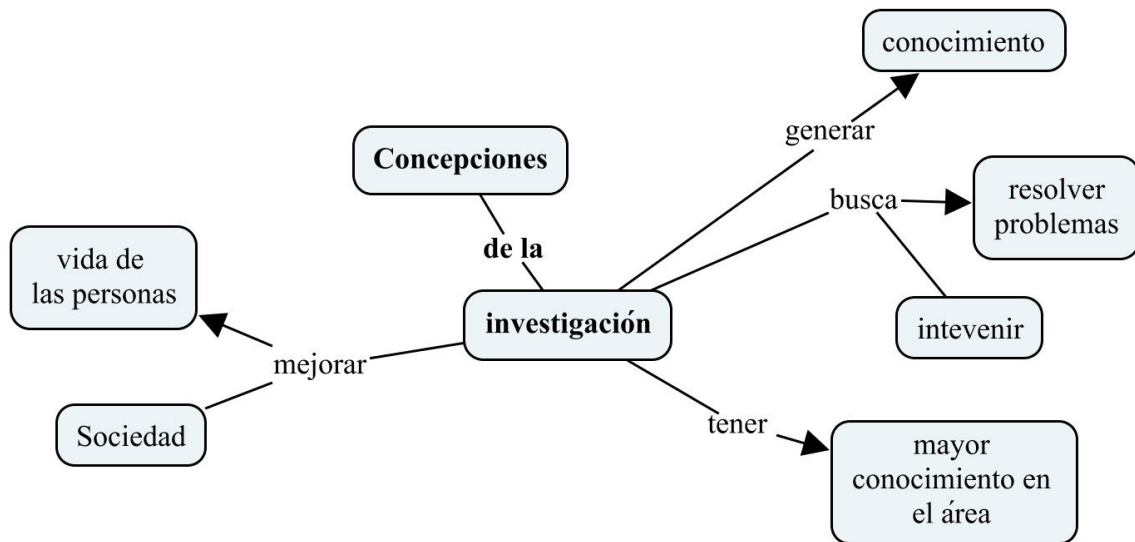 conocimiento
generar
Concepciones
resolver
problemas
busca
de la
vida de
las personas
investigación
intevenir
mejorar
Sociedad
tener
mayor
conocimiento en
el área